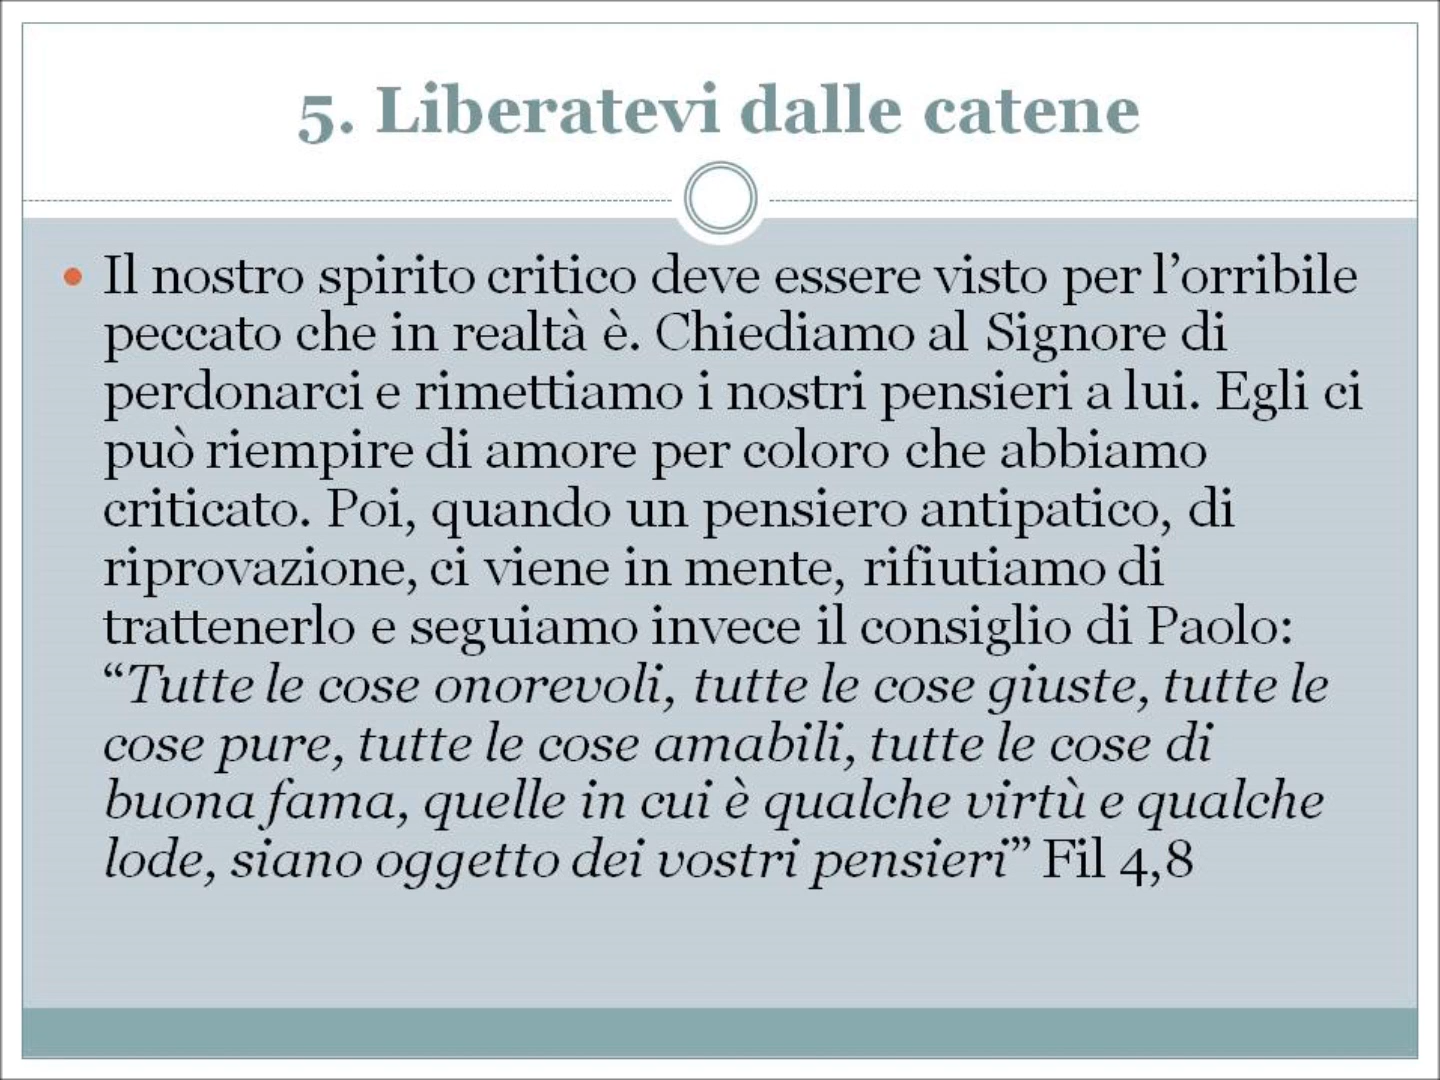 5. Liberatevi dalle catene
• Il nostro spirito critico deve essere visto per l’orribile
peccato che in realtà è. Chiediamo al Signore di
perdonarci e rimettiamo i nostri pensieri a lui. Egli ci
può riempire di amore per coloro che abbiamo
criticato. Poi, quando un pensiero antipatico, di
riprovazione, ci viene in mente, rifiutiamo di
trattenerlo e seguiamo invece il consiglio di Paolo:
“Tutte le cose onorevoli, tutte le cose giuste, tutte le
cose pure, tutte le cose amabili, tutte le cose di
buona fama, quelle in cui è qualche virtù e qualche
lode, siano oggetto dei vostri pensieri” Fil 4,8